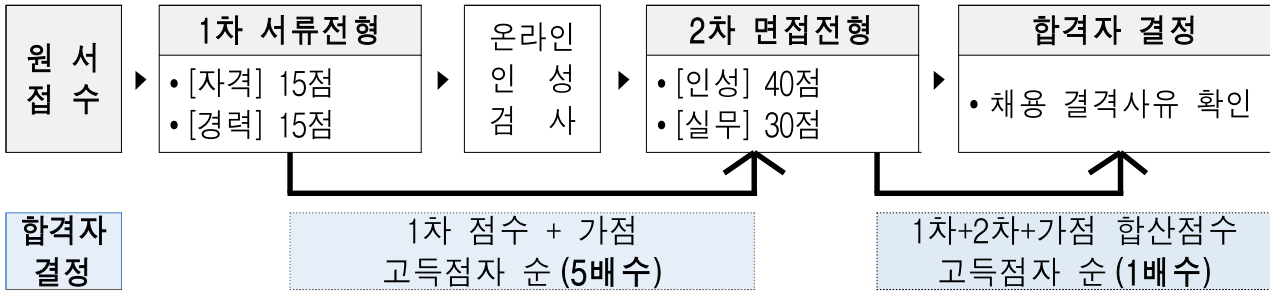 원 서
접 수
1차 서류전형
• [자격] 15점
• [경력] 15점
온라인
인 성
검 사
2차 면접전형
• [인성] 40점
• [실무] 30점
합격자 결정
• 채용 결격사유 확인
합격자
결정
1차 점수 + 가점
고득점자 순 (5배수)
1차+2차+가점 합산점수
고득점자 순 (1배수)